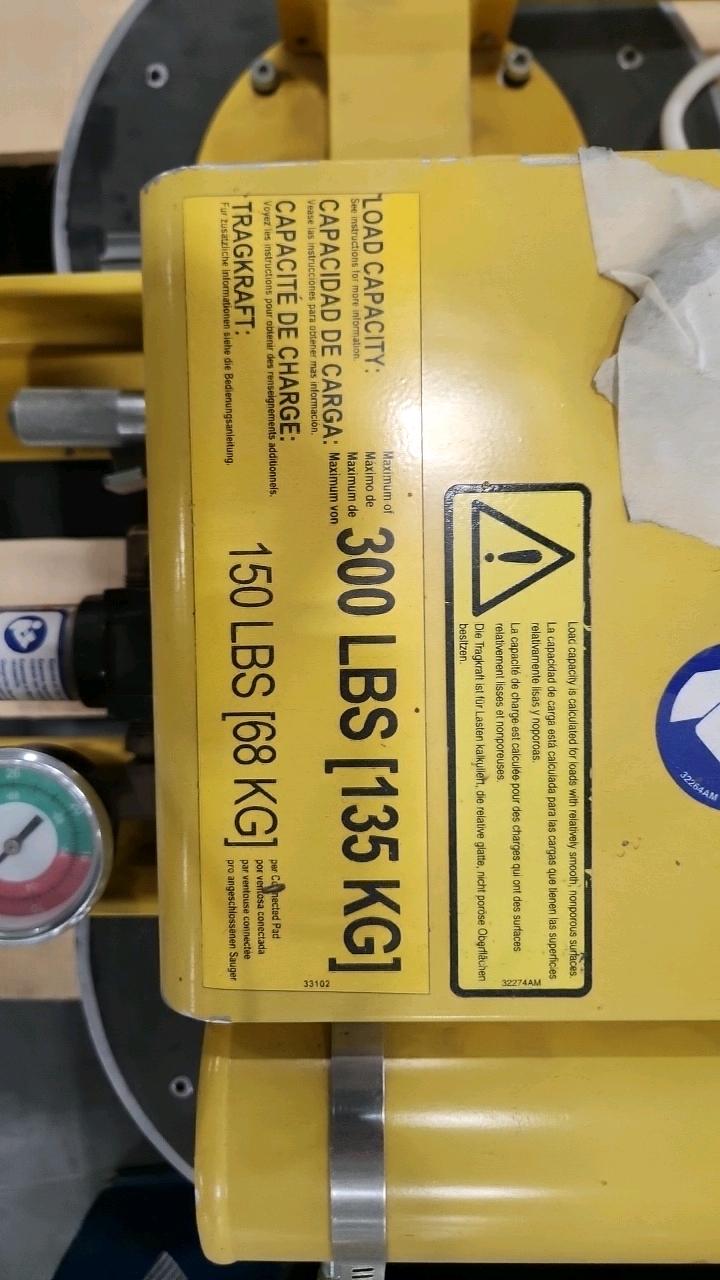 LOAD CAPACITY:
See instructions for more information.
CAPACIDAD DE CARGA:
Vease las instrucciones para obtener mas informacion.
CAPACITÉ DE CHARGE:
Voyez les instructions pour obtenir des renseignements additionnels.
TRAGKRAFT:
Für zusätzliche Informationen siehe die Bedienungsanleitung.
Maximum of
Máximo de
Maximum de
Maximum von
300 LBS [135 KG]
150 LBS [68 KG]
per Connected Pad
por ventosa conectada
par ventouse connectée
pro angeschlossenen Sauger
33102
Load capacity is calculated for loads with relatively smooth, nonporous surfaces.
La capacidad de carga está calculada para las cargas que tienen las superficies
relativamente lisas y noporoas.
La capacité de charge est calculée pour des charges qui ont des surfaces
relativement lisses et nonporeuses.
Die Tragkraft ist für Lasten kalkuliert, die relative glatte, nicht poröse Oberflächen
besitzen.
32274AM
32264AM